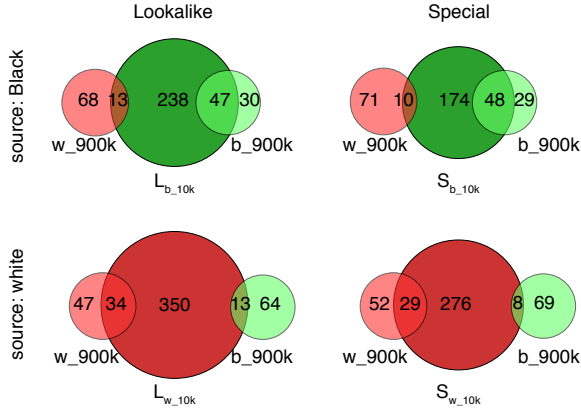 Lookalike
Special
source: Black
68 13 238 47 30
w_900k
b_900k
L_b_10k
71 10 174 48 29
w_900k
b_900k
S_b_10k
source: white
47 34 350 13 64
w_900k
b_900k
L_w_10k
52 29 276 8 69
w_900k
b_900k
S_w_10k